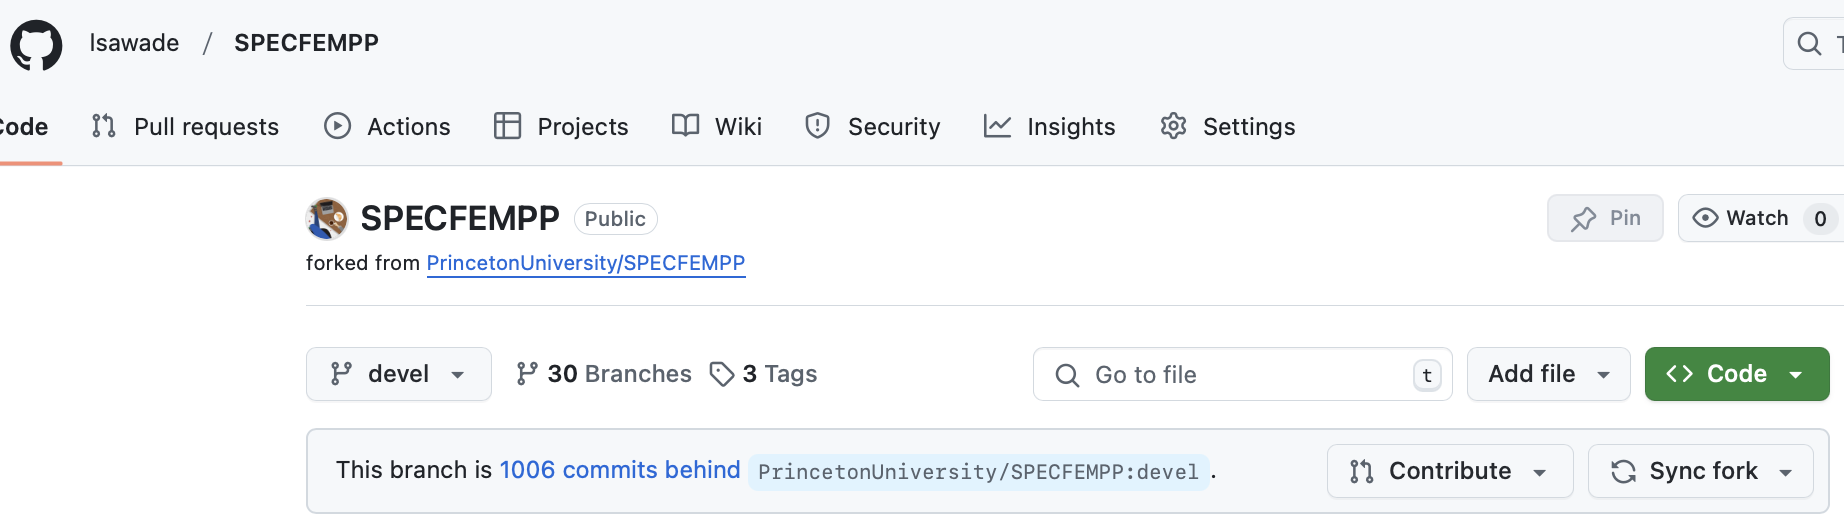 lsawade / SPECFEMPP
Code Pull requests Actions Projects Wiki Security Insights Settings
SPECFEMPP Public Pin Watch 0
forked from PrincetonUniversity/SPECFEMPP
devel 30 Branches 3 Tags Go to file t Add file Code
This branch is 1006 commits behind PrincetonUniversity/SPECFEMPP:devel. Contribute Sync fork